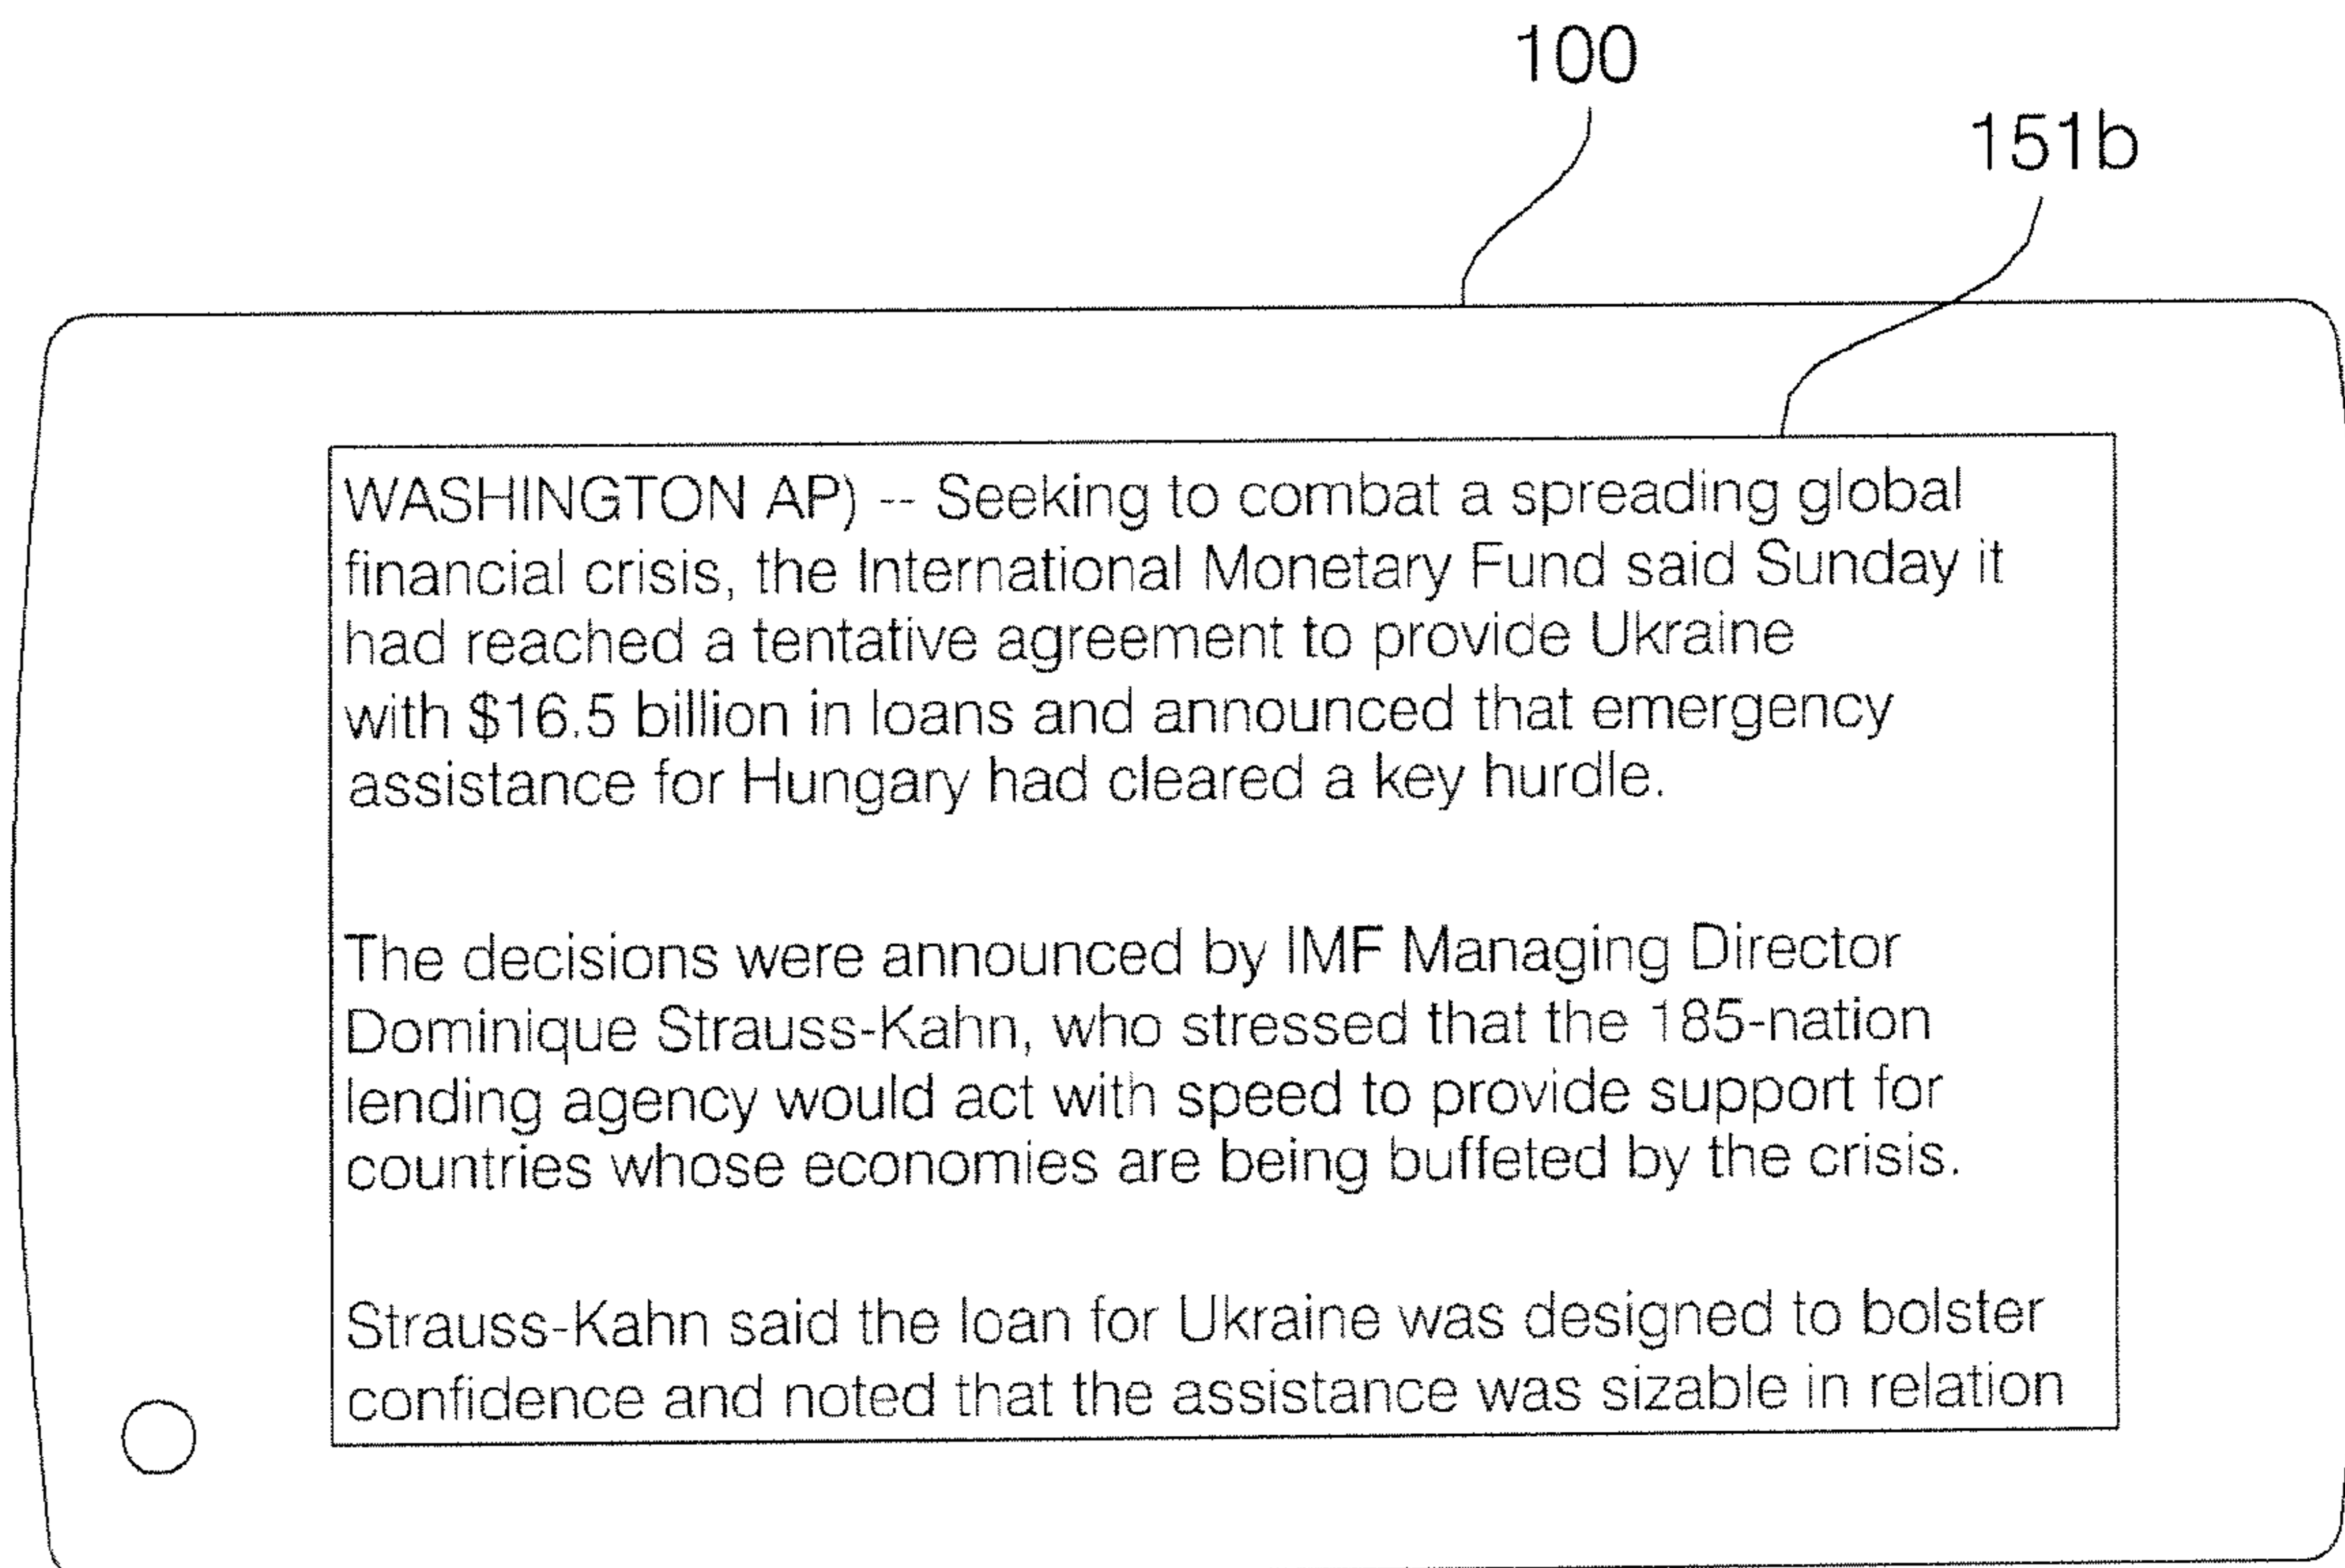 100
151b
WASHINGTON AP) -- Seeking to combat a spreading global
financial crisis, the International Monetary Fund said Sunday it
had reached a tentative agreement to provide Ukraine
with $16.5 billion in loans and announced that emergency
assistance for Hungary had cleared a key hurdle.
The decisions were announced by IMF Managing Director
Dominique Strauss-Kahn, who stressed that the 185-nation
lending agency would act with speed to provide support for
countries whose economies are being buffeted by the crisis.
Strauss-Kahn said the loan for Ukraine was designed to bolster
confidence and noted that the assistance was sizable in relation